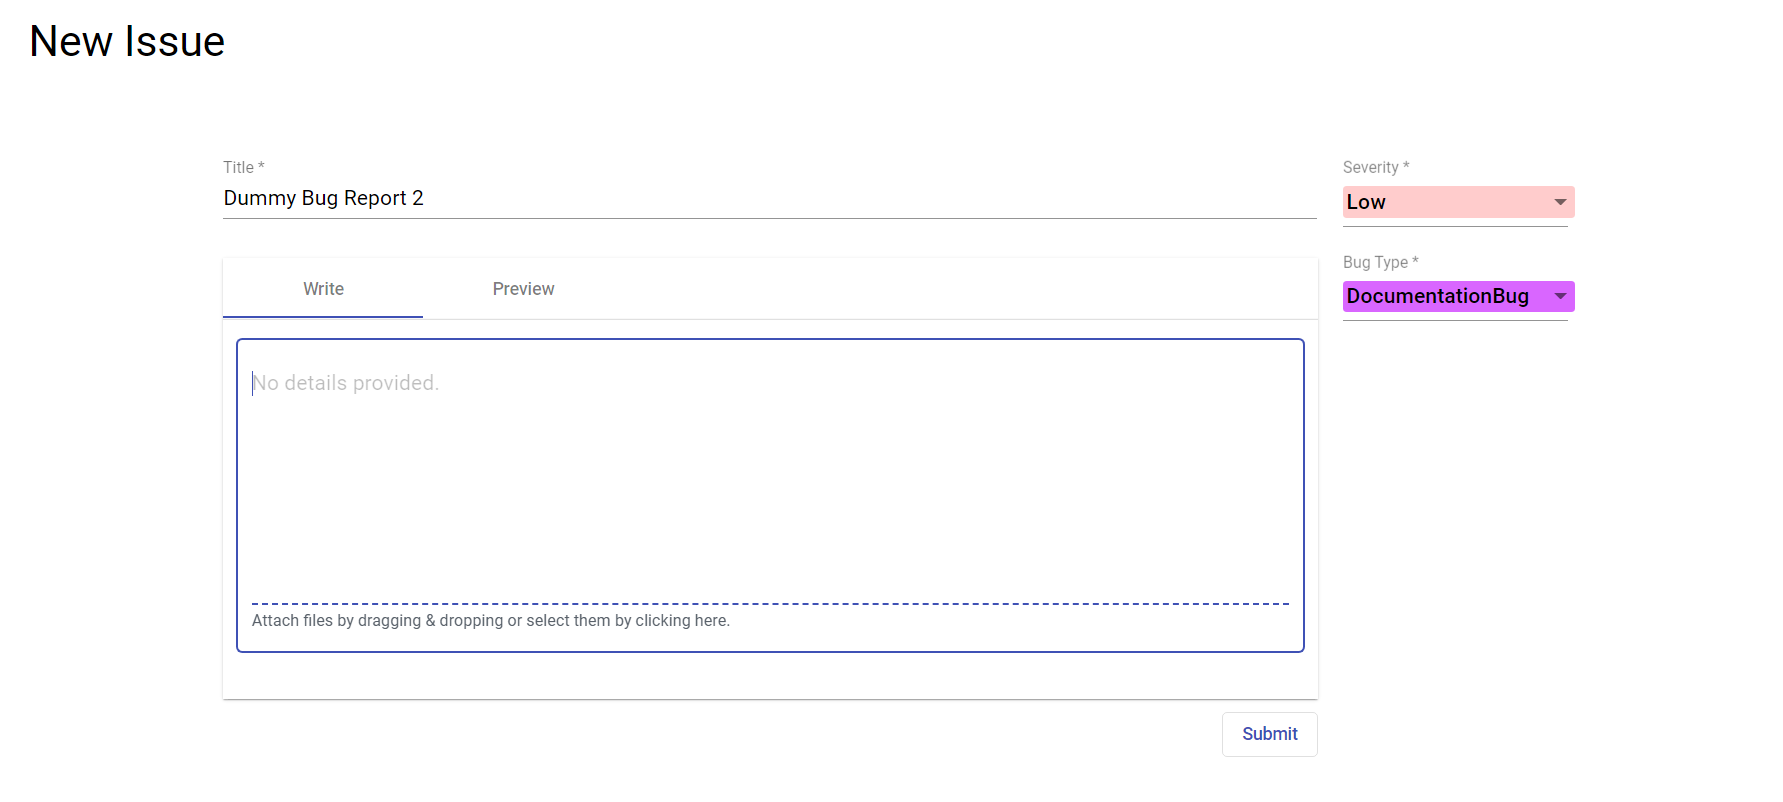 New Issue
Title *
Dummy Bug Report 2
Severity *
Low
Bug Type *
DocumentationBug
Write
Preview
No details provided.
Attach files by dragging & dropping or select them by clicking here.
Submit